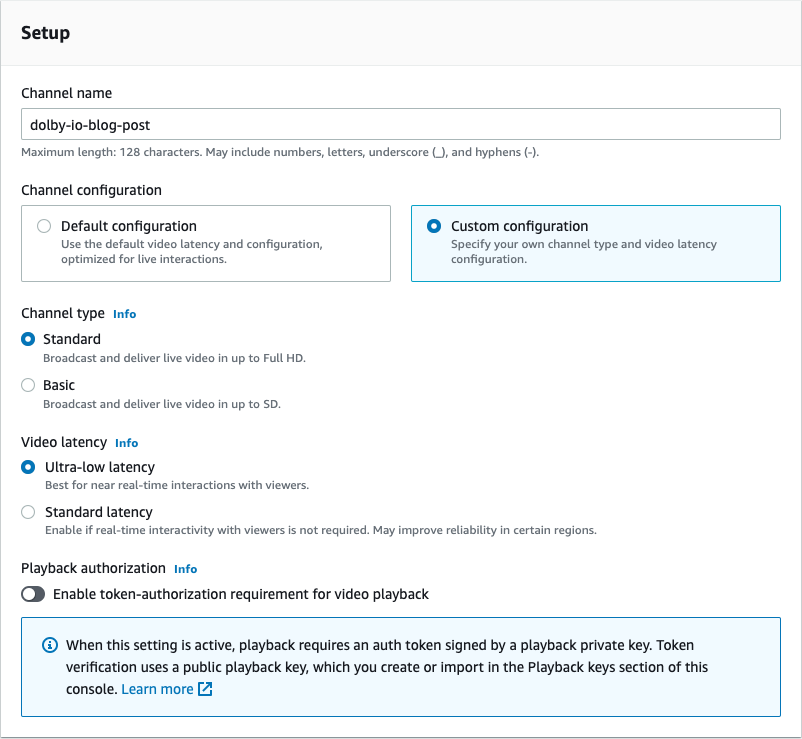 Setup
Channel name
dolby-io-blog-post
Maximum length: 128 characters. May include numbers, letters, underscore (_), and hyphens (-).
Channel configuration
Default configuration
Use the default video latency and configuration,
optimized for live interactions.
Custom configuration
Specify your own channel type and video latency
configuration.
Channel type Info
Standard
Broadcast and deliver live video in up to Full HD.
Basic
Broadcast and deliver live video in up to SD.
Video latency Info
Ultra-low latency
Best for near real-time interactions with viewers.
Standard latency
Enable if real-time interactivity with viewers is not required. May improve reliability in certain regions.
Playback authorization Info
Enable token-authorization requirement for video playback
When this setting is active, playback requires an auth token signed by a playback private key. Token
verification uses a public playback key, which you create or import in the Playback keys section of this
console. Learn more